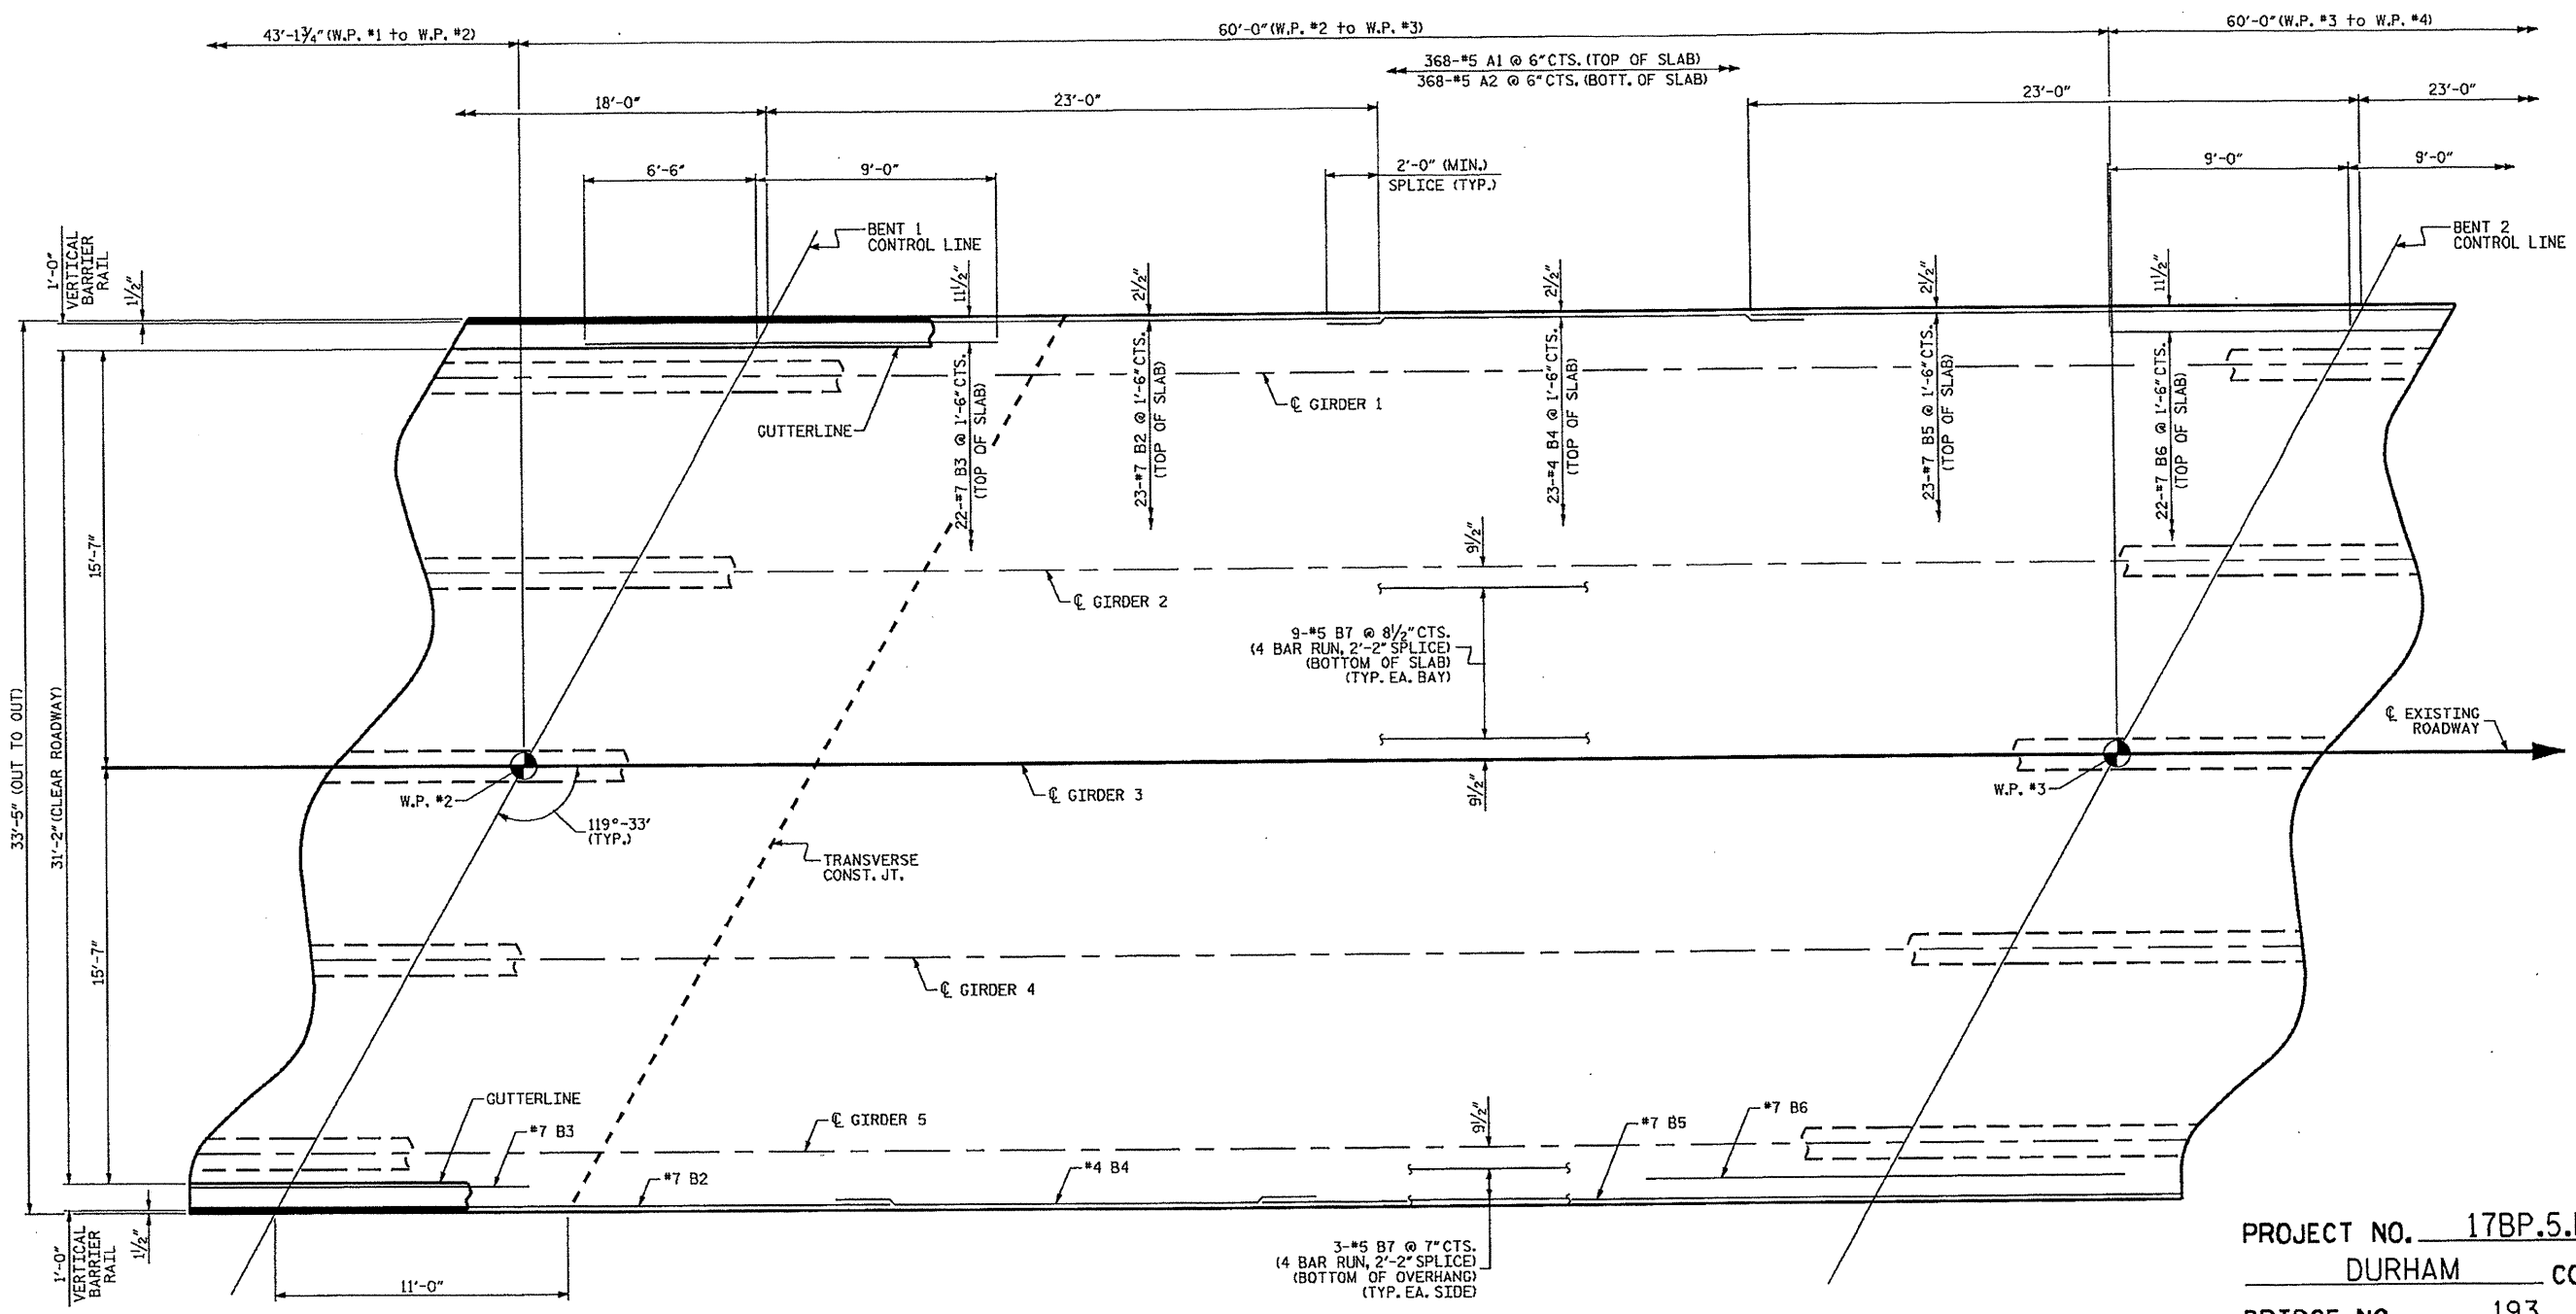 43'-1¾" (W.P. #1 to W.P. #2)
60'-0" (W.P. #2 to W.P. #3)
60'-0" (W.P. #3 to W.P. #4)
368-#5 A1 @ 6" CTS. (TOP OF SLAB)
368-#5 A2 @ 6" CTS. (BOTT. OF SLAB)
18'-0"
23'-0"
23'-0"
23'-0"
6'-6"
9'-0"
2'-0" (MIN.)
SPLICE (TYP.)
9'-0"
9'-0"
BENT 1
CONTROL LINE
BENT 2
CONTROL LINE
1'-0"
VERTICAL
BARRIER
RAIL
1½"
11½"
2½"
2½"
2½"
11½"
22-#7 B3 @ 1'-6" CTS.
(TOP OF SLAB)
23-#7 B2 @ 1'-6" CTS.
(TOP OF SLAB)
23-#4 B4 @ 1'-6" CTS.
(TOP OF SLAB)
23-#7 B5 @ 1'-6" CTS.
(TOP OF SLAB)
22-#7 B6 @ 1'-6" CTS.
(TOP OF SLAB)
℄ GIRDER 1
GUTTERLINE
33'-5" (OUT TO OUT)
31'-2" (CLEAR ROADWAY)
15'-7"
9½"
℄ GIRDER 2
9-#5 B7 @ 8½" CTS.
(4 BAR RUN, 2'-2" SPLICE)
(BOTTOM OF SLAB)
(TYP. EA. BAY)
℄ EXISTING
ROADWAY
W.P. #2
℄ GIRDER 3
9½"
W.P. #3
119°-33'
(TYP.)
TRANSVERSE
CONST. JT.
15'-7"
℄ GIRDER 4
GUTTERLINE
#7 B3
℄ GIRDER 5
9½"
#7 B5
#7 B6
#7 B2
#4 B4
1'-0"
VERTICAL
BARRIER
RAIL
1½"
11'-0"
3-#5 B7 @ 7" CTS.
(4 BAR RUN, 2'-2" SPLICE)
(BOTTOM OF OVERHANG)
(TYP. EA. SIDE)
PROJECT NO. 17BP.5.
DURHAM CO
BRIDGE NO. 193